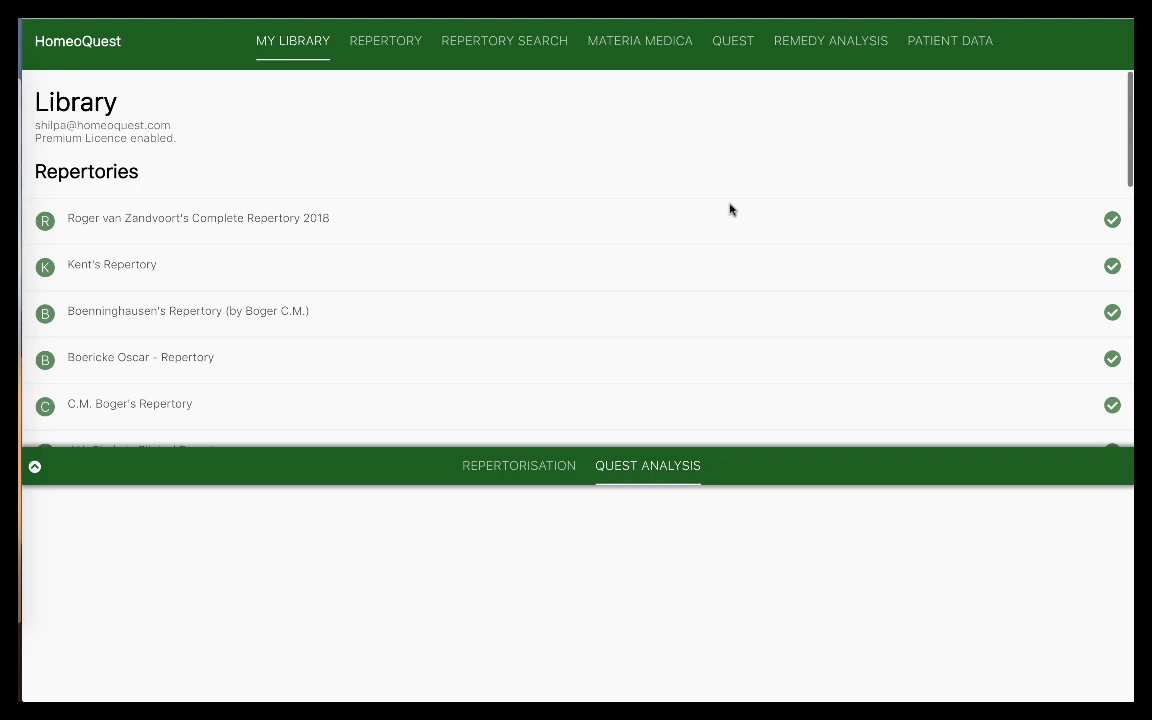 HomeoQuest
MY LIBRARY REPERTORY REPERTORY SEARCH MATERIA MEDICA QUEST REMEDY ANALYSIS PATIENT DATA
Library
shilpa@homeoquest.com
Premium Licence enabled.
Repertories
R Roger van Zandvoort's Complete Repertory 2018
K Kent's Repertory
B Boenninghausen's Repertory (by Boger C.M.)
B Boericke Oscar - Repertory
C C.M. Boger's Repertory
REPERTORISATION QUEST ANALYSIS